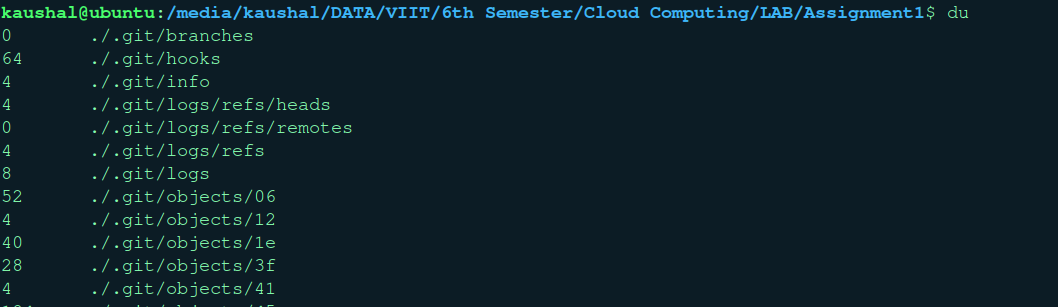 kaushal@ubuntu:/media/kaushal/DATA/VIIT/6th Semester/Cloud Computing/LAB/Assignment1$ du
0 ./.git/branches
64 ./.git/hooks
4 ./.git/info
4 ./.git/logs/refs/heads
0 ./.git/logs/refs/remotes
4 ./.git/logs/refs
8 ./.git/logs
52 ./.git/objects/06
4 ./.git/objects/12
40 ./.git/objects/1e
28 ./.git/objects/3f
4 ./.git/objects/41